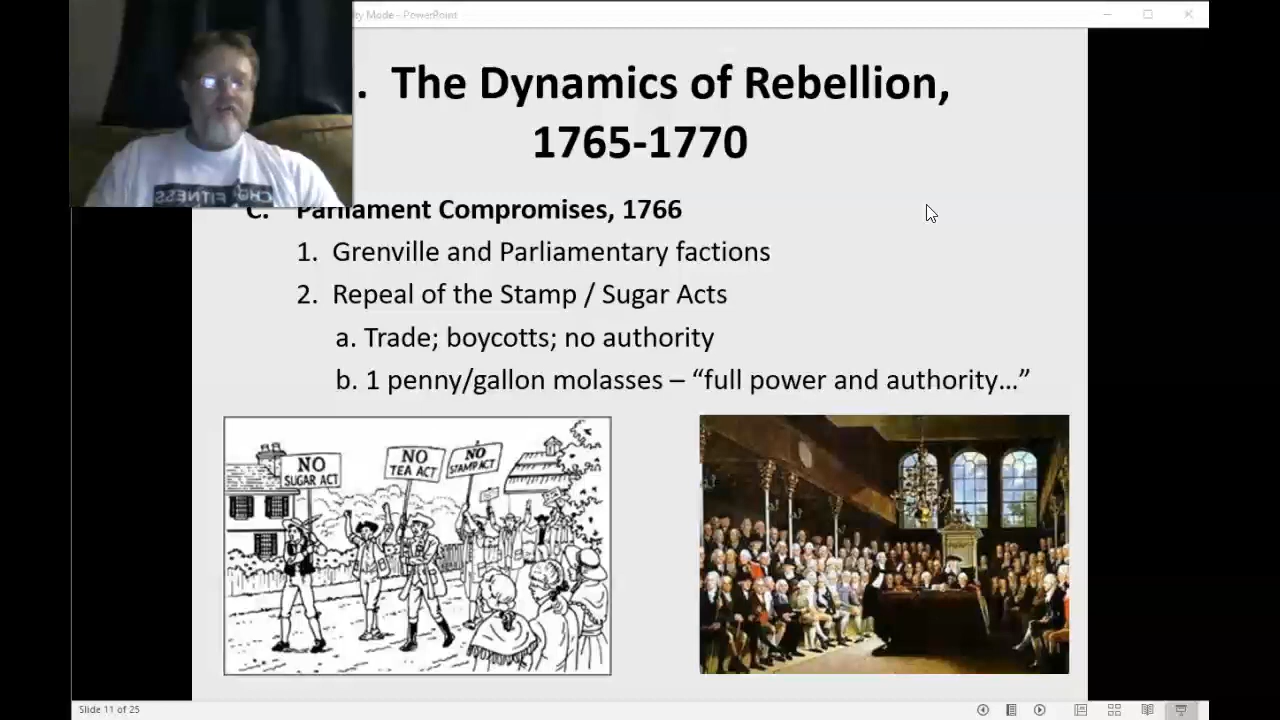 ity Mode - PowerPoint
. The Dynamics of Rebellion,
1765-1770
C. Parliament Compromises, 1766
1. Grenville and Parliamentary factions
2. Repeal of the Stamp / Sugar Acts
a. Trade; boycotts; no authority
b. 1 penny/gallon molasses – “full power and authority…”
NO
SUGAR ACT
NO
TEA ACT
NO
STAMP ACT
FITNESS
Slide 11 of 25